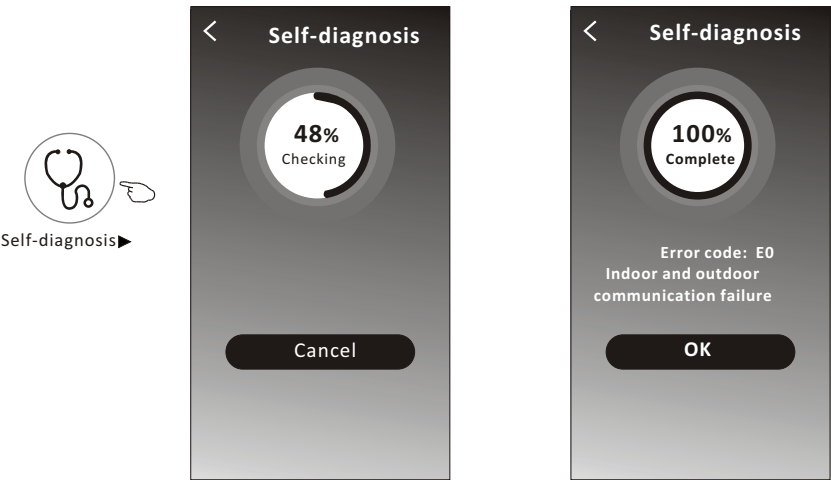 Self-diagnosis▶
Self-diagnosis
48%
Checking
Cancel
Self-diagnosis
100%
Complete
Error code: E0
Indoor and outdoor
communication failure
OK